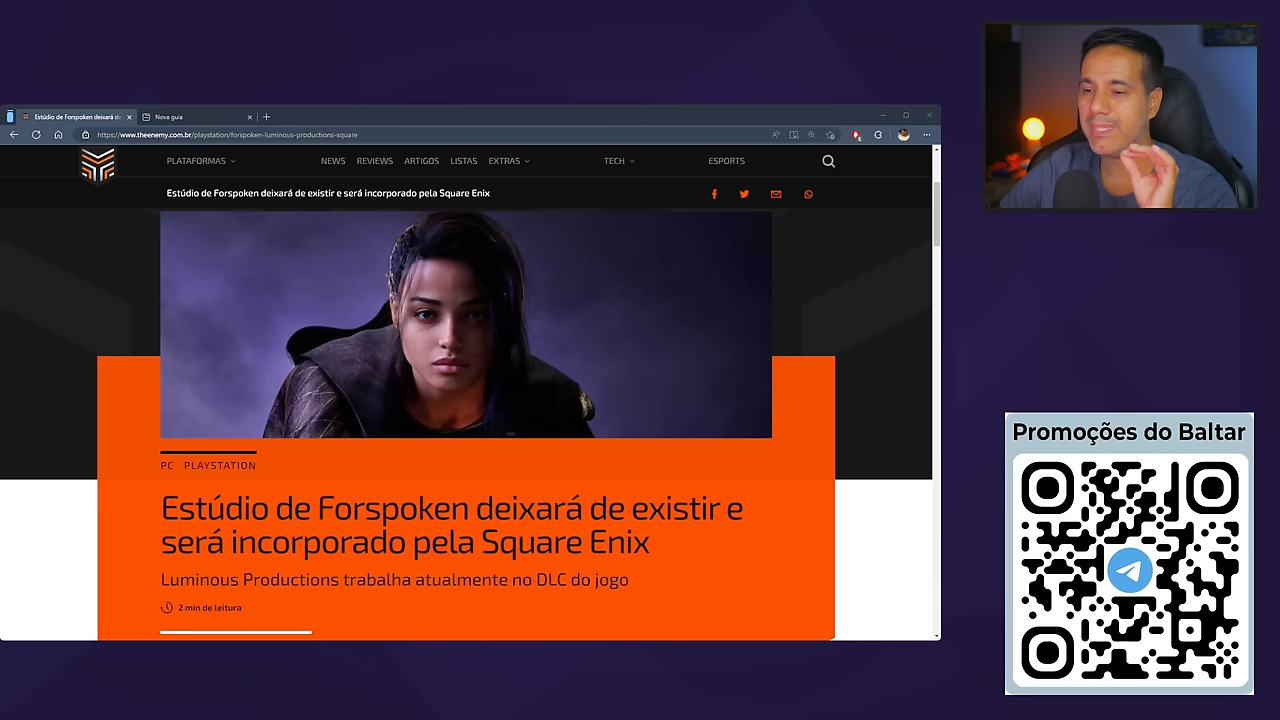 Estúdio de Forspoken deixará de
Nova guia
https://www.theenemy.com.br/playstation/forspoken-luminous-productions-square
PLATAFORMAS
NEWS
REVIEWS
ARTIGOS
LISTAS
EXTRAS
TECH
ESPORTS
Estúdio de Forspoken deixará de existir e será incorporado pela Square Enix
PC PLAYSTATION
Estúdio de Forspoken deixará de existir e
será incorporado pela Square Enix
Luminous Productions trabalha atualmente no DLC do jogo
2 min de leitura
Promoções do Baltar